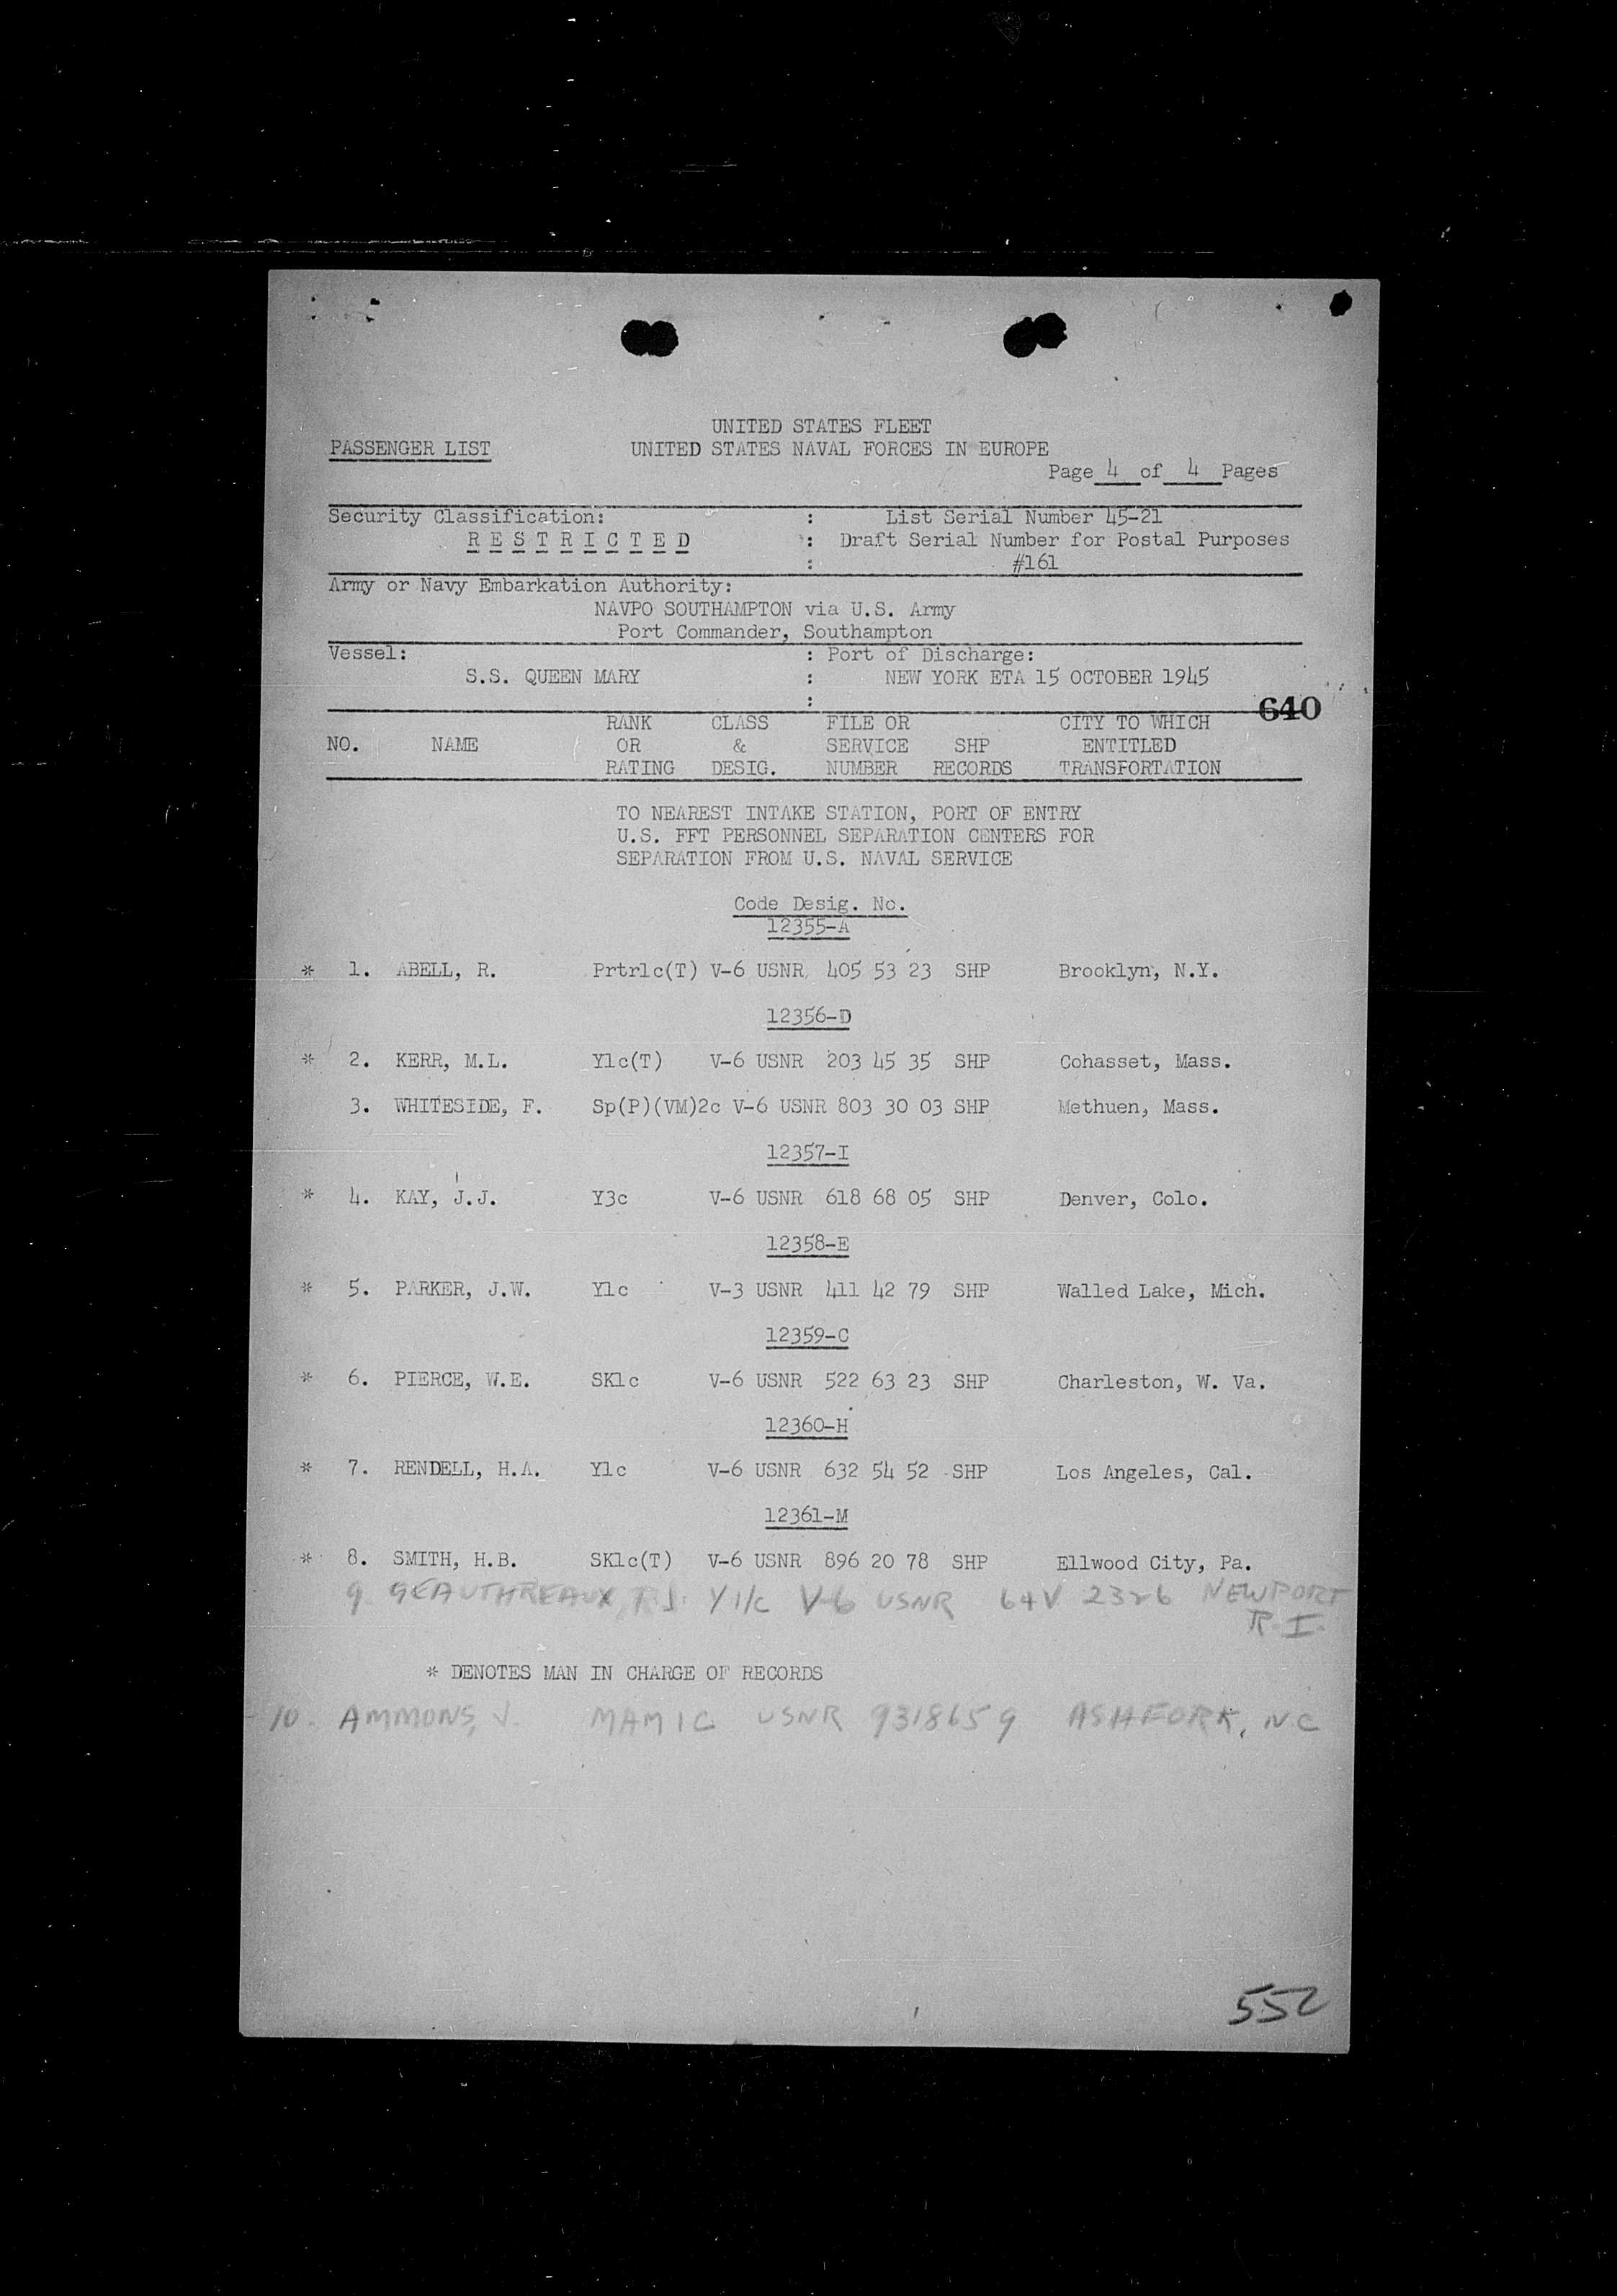 UNITED STATES FLEET
PASSENGER LIST UNITED STATES NAVAL FORCES IN EUROPE
Page 4 of 4 Pages
Security Classification: : List Serial Number 45-21
R E S T R I C T E D : Draft Serial Number for Postal Purposes
: #161
Army or Navy Embarkation Authority:
NAVPO SOUTHAMPTON via U.S. Army
Port Commander, Southampton
Vessel: : Port of Discharge:
S.S. QUEEN MARY : NEW YORK ETA 15 OCTOBER 1945
:
640
RANK CLASS FILE OR CITY TO WHICH
NO. NAME OR & SERVICE SHP ENTITLED
RATING DESIG. NUMBER RECORDS TRANSPORTATION
TO NEAREST INTAKE STATION, PORT OF ENTRY
U.S. FFT PERSONNEL SEPARATION CENTERS FOR
SEPARATION FROM U.S. NAVAL SERVICE
Code Desig. No.
12355-A
* 1. ABELL, R. Prtr1c(T) V-6 USNR 405 53 23 SHP Brooklyn, N.Y.
12356-D
* 2. KERR, M.L. Y1c(T) V-6 USNR 203 45 35 SHP Cohasset, Mass.
3. WHITESIDE, F. Sp(P)(VM)2c V-6 USNR 803 30 03 SHP Methuen, Mass.
12357-I
* 4. KAY, J.J. Y3c V-6 USNR 618 68 05 SHP Denver, Colo.
12358-E
* 5. PARKER, J.W. Y1c V-3 USNR 411 42 79 SHP Walled Lake, Mich.
12359-C
* 6. PIERCE, W.E. SK1c V-6 USNR 522 63 23 SHP Charleston, W. Va.
12360-H
* 7. RENDELL, H.A. Y1c V-6 USNR 632 54 52 SHP Los Angeles, Cal.
12361-M
* 8. SMITH, H.B. SK1c(T) V-6 USNR 896 20 78 SHP Ellwood City, Pa.
9 GEAUTHREAUX, Y 1/c V-6 USNR NEWPORT
R.I.
* DENOTES MAN IN CHARGE OF RECORDS
10. AMMONS, J. MAM1C USNR 9318659 ASHFORK, NC
552